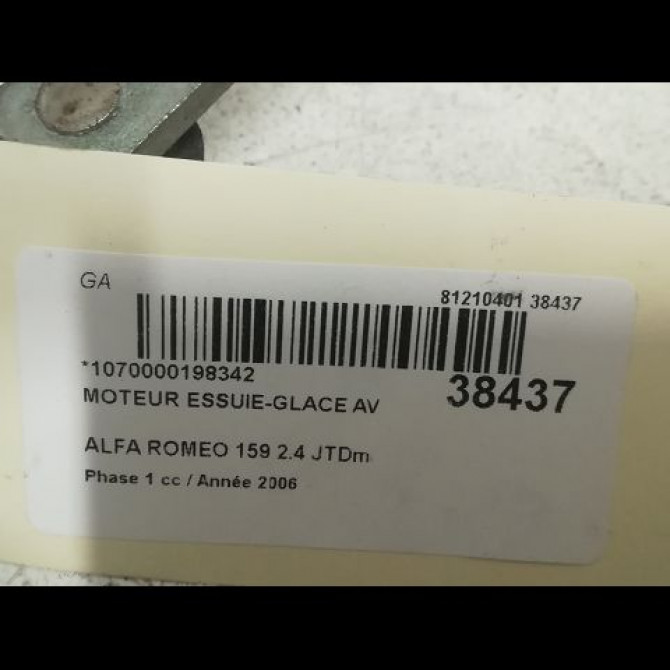 GA
81210401 38437
*1070000198342
38437
MOTEUR ESSUIE-GLACE AV
ALFA ROMEO 159 2.4 JTDm
Phase 1 cc / Année 2006